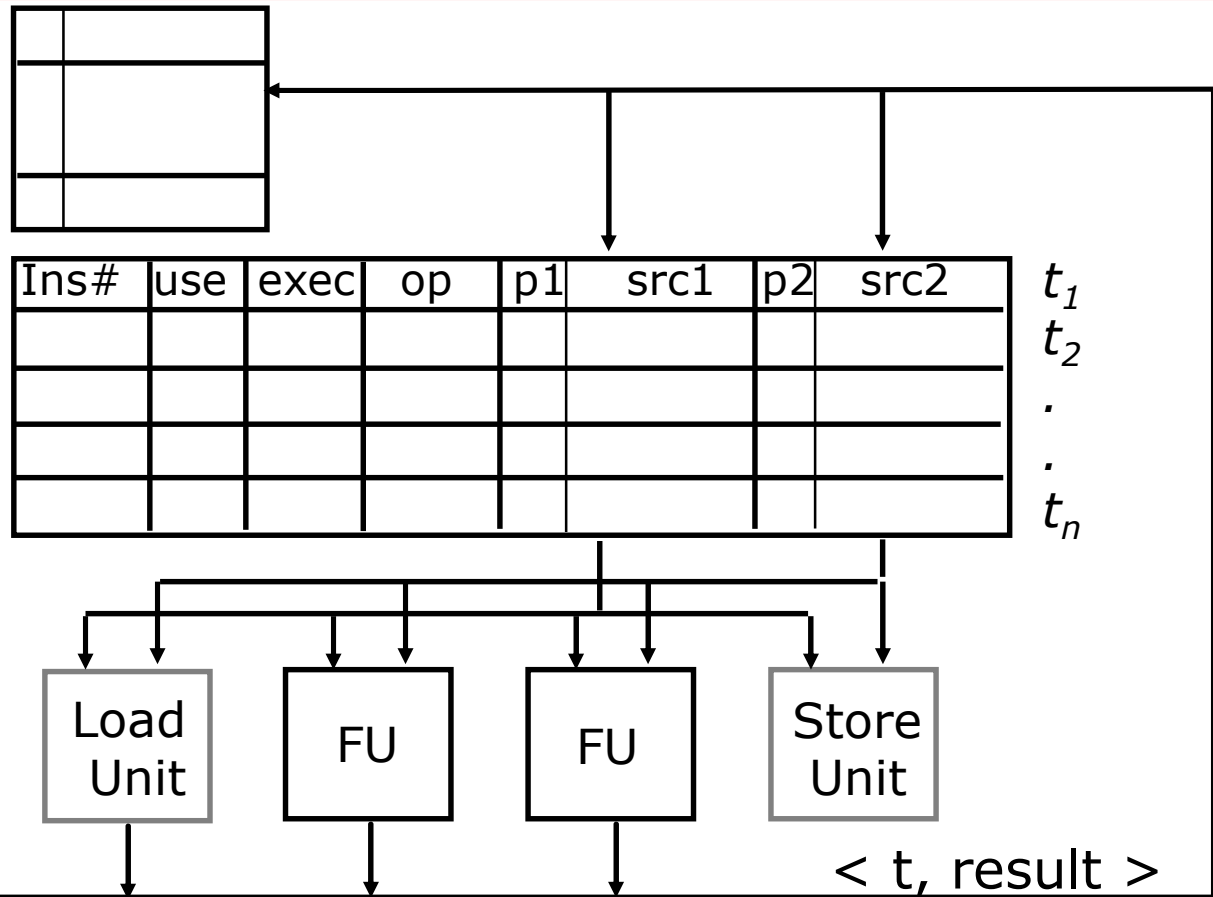 Ins# use exec op p1 src1 p2 src2 t₁
t₂
.
.
tₙ
Load FU FU Store
Unit Unit
< t, result >